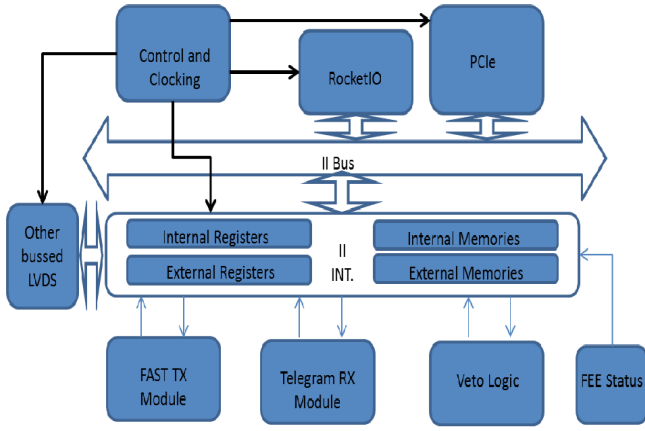 Control and
Clocking
RocketIO
PCIe
II Bus
Other
bussed
LVDS
Internal Registers
External Registers
II
INT.
Internal Memories
External Memories
FAST TX
Module
Telegram RX
Module
Veto Logic
FEE Status